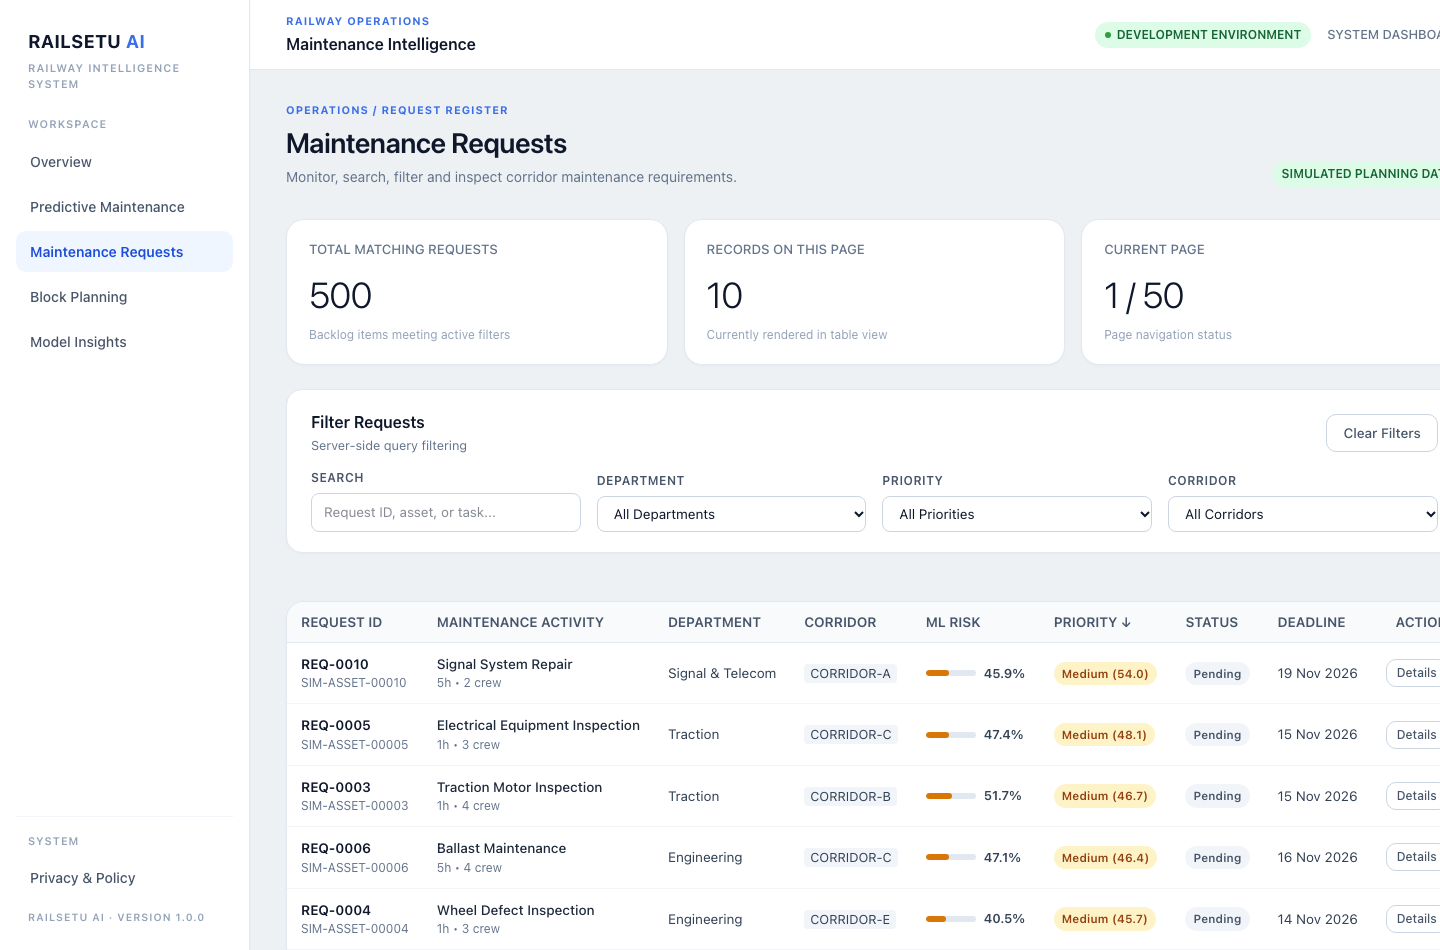 RAILSETU AI
RAILWAY INTELLIGENCE
SYSTEM
WORKSPACE
Overview
Predictive Maintenance
Maintenance Requests
Block Planning
Model Insights
SYSTEM
Privacy & Policy
RAILSETU AI · VERSION 1.0.0
RAILWAY OPERATIONS
Maintenance Intelligence
DEVELOPMENT ENVIRONMENT
SYSTEM DASHBOA
OPERATIONS / REQUEST REGISTER
Maintenance Requests
Monitor, search, filter and inspect corridor maintenance requirements.
SIMULATED PLANNING DAT
TOTAL MATCHING REQUESTS
500
Backlog items meeting active filters
RECORDS ON THIS PAGE
10
Currently rendered in table view
CURRENT PAGE
1 / 50
Page navigation status
Filter Requests
Server-side query filtering
Clear Filters
SEARCH
Request ID, asset, or task...
DEPARTMENT
All Departments
PRIORITY
All Priorities
CORRIDOR
All Corridors
REQUEST ID MAINTENANCE ACTIVITY DEPARTMENT CORRIDOR ML RISK PRIORITY ↓ STATUS DEADLINE ACTION
REQ-0010 Signal System Repair Signal & Telecom CORRIDOR-A 45.9% Medium (54.0) Pending 19 Nov 2026 Details
SIM-ASSET-00010 5h • 2 crew
REQ-0005 Electrical Equipment Inspection Traction CORRIDOR-C 47.4% Medium (48.1) Pending 15 Nov 2026 Details
SIM-ASSET-00005 1h • 3 crew
REQ-0003 Traction Motor Inspection Traction CORRIDOR-B 51.7% Medium (46.7) Pending 15 Nov 2026 Details
SIM-ASSET-00003 1h • 4 crew
REQ-0006 Ballast Maintenance Engineering CORRIDOR-C 47.1% Medium (46.4) Pending 16 Nov 2026 Details
SIM-ASSET-00006 5h • 4 crew
REQ-0004 Wheel Defect Inspection Engineering CORRIDOR-E 40.5% Medium (45.7) Pending 14 Nov 2026 Details
SIM-ASSET-00004 1h • 3 crew